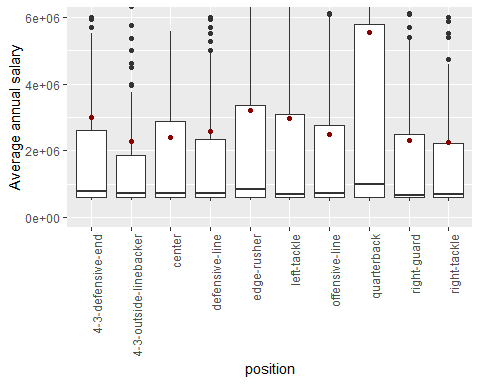 Average annual salary
6e+06
4e+06
2e+06
0e+00
4-3-defensive-end
4-3-outside-linebacker
center
defensive-line
edge-rusher
left-tackle
offensive-line
quarterback
right-guard
right-tackle
position